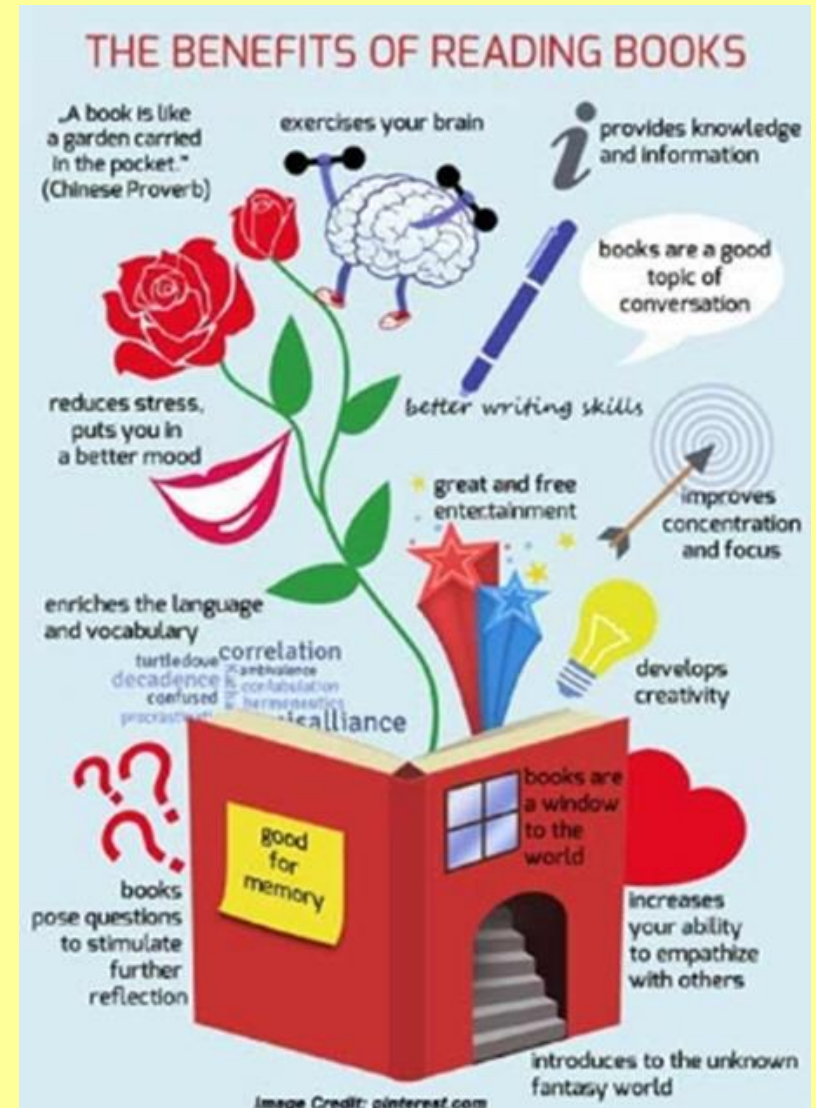 THE BENEFITS OF READING BOOKS
„A book is like
a garden carried
in the pocket."
(Chinese Proverb)
exercises your brain
provides knowledge
and information
books are a good
topic of
conversation
better writing skills
reduces stress,
puts you in
a better mood
great and free
entertainment
improves
concentration
and focus
enriches the language
and vocabulary
turtledove
correlation
decadence
ambivalence
confabulation
confused
hermeneutics
isalliance
develops
creativity
good
for
memory
books are
a window
to the
world
books
pose questions
to stimulate
further
reflection
increases
your ability
to empathize
with others
introduces to the unknown
fantasy world
Image Credit: pinterest.com